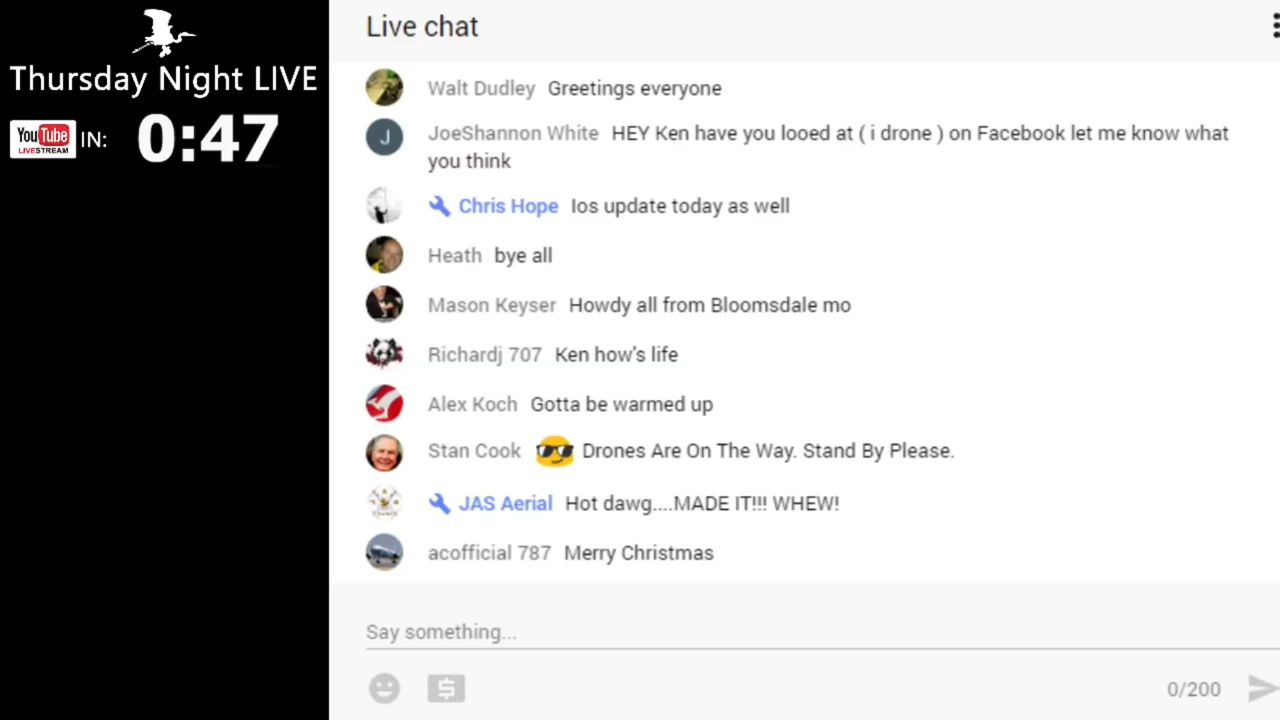 Thursday Night LIVE
YouTube
LIVESTREAM
IN:
0:47
Live chat
Walt Dudley Greetings everyone
J
JoeShannon White HEY Ken have you looed at ( i drone ) on Facebook let me know what
you think
Chris Hope Ios update today as well
Heath bye all
Mason Keyser Howdy all from Bloomsdale mo
Richardj 707 Ken how's life
Alex Koch Gotta be warmed up
Stan Cook 😎 Drones Are On The Way. Stand By Please.
JAS Aerial Hot dawg....MADE IT!!! WHEW!
acofficial 787 Merry Christmas
Say something...
$
0/200